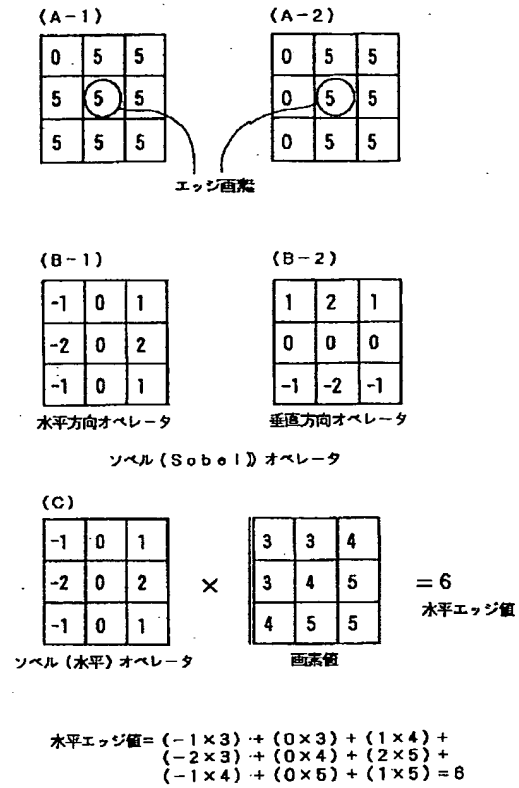 (A-1) (A-2)
0 5 5 0 5 5
5 5 5 0 5 5
5 5 5 0 5 5
エッジ画素
(B-1) (B-2)
-1 0 1 1 2 1
-2 0 2 0 0 0
-1 0 1 -1 -2 -1
水平方向オペレータ 垂直方向オペレータ
ソベル(Sobel))オペレータ
(C)
-1 0 1 3 3 4
-2 0 2 × 3 4 5 =6
水平エッジ値
-1 0 1 4 5 5
ソベル(水平)オペレータ 画素値
水平エッジ値=(-1×3)+(0×3)+(1×4)+
(-2×3)+(0×4)+(2×5)+
(-1×4)+(0×5)+(1×5)=6